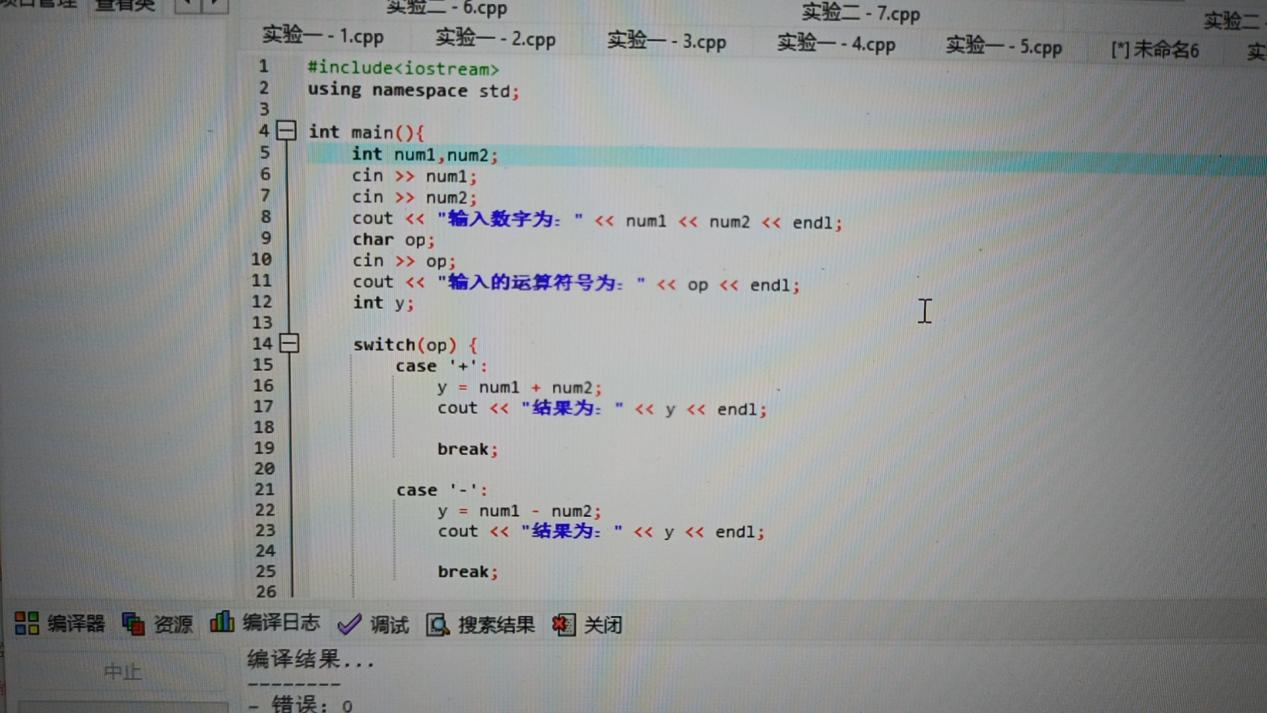 项目管理 查看类
实验二 - 6.cpp 实验二 - 7.cpp 实验二
实验一 - 1.cpp 实验一 - 2.cpp 实验一 - 3.cpp 实验一 - 4.cpp 实验一 - 5.cpp [*] 未命名6 实
1 #include<iostream>
2 using namespace std;
3
4 int main(){
5 int num1,num2;
6 cin >> num1;
7 cin >> num2;
8 cout << "输入数字为：" << num1 << num2 << endl;
9 char op;
10 cin >> op;
11 cout << "输入的运算符号为：" << op << endl;
12 int y;
13
14 switch(op) {
15 case '+':
16 y = num1 + num2;
17 cout << "结果为：" << y << endl;
18
19 break;
20
21 case '-':
22 y = num1 - num2;
23 cout << "结果为：" << y << endl;
24
25 break;
26
编译器 资源 编译日志 调试 搜索结果 关闭
中止
编译结果...
--------
- 错误: 0